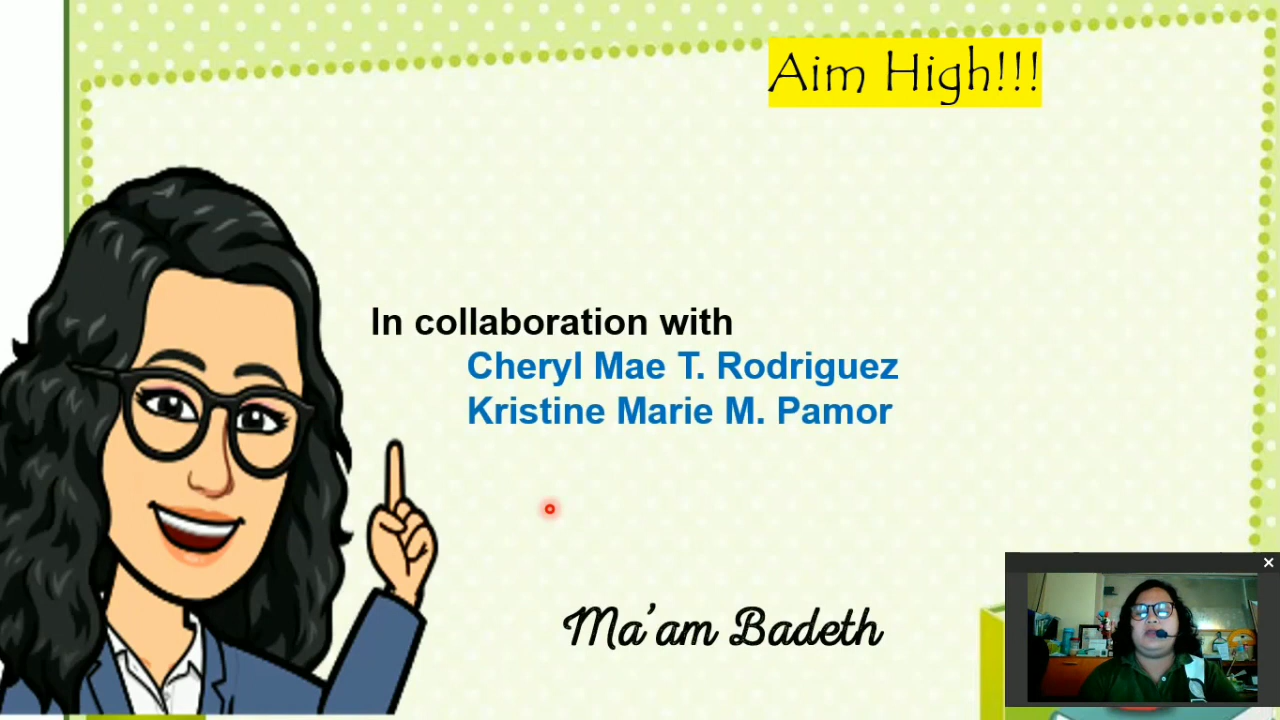 Aim High!!!
In collaboration with
Cheryl Mae T. Rodriguez
Kristine Marie M. Pamor
Ma'am Badeth